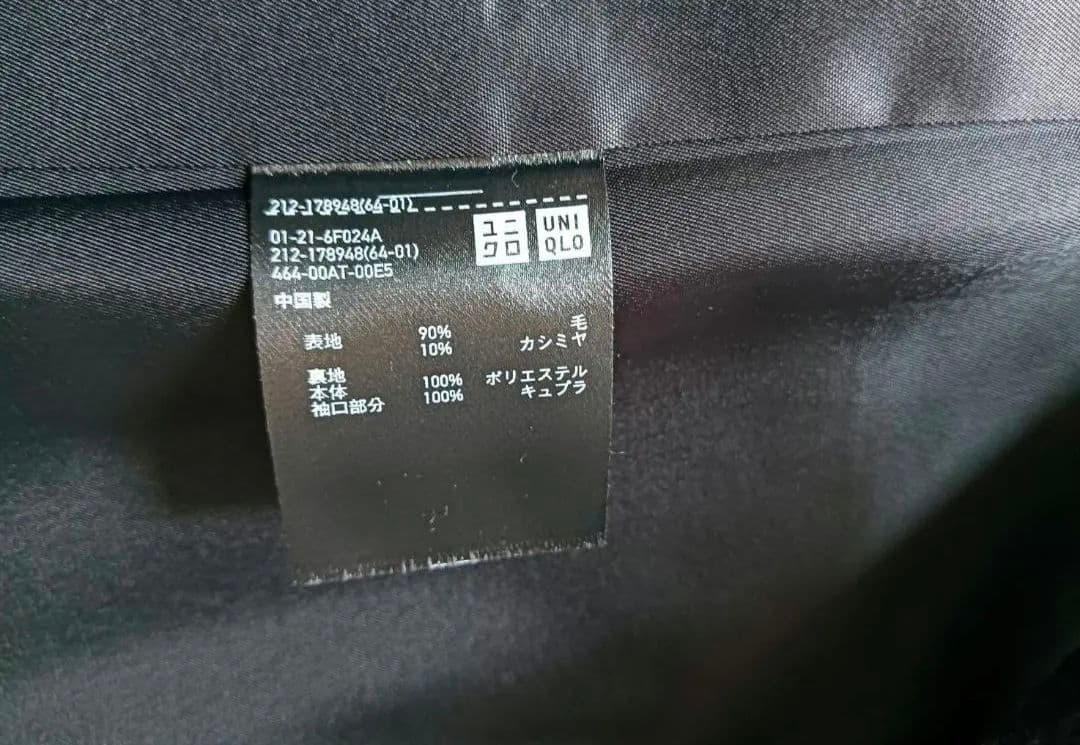 212-178948(64-01)
ユニ
クロ
UNI
QLO
01-21-6F024A
212-178948(64-01)
464-00AT-00E5
中国製
表地 90% 毛
10% カシミヤ
裏地
本体 100% ポリエステル
袖口部分 100% キュプラ